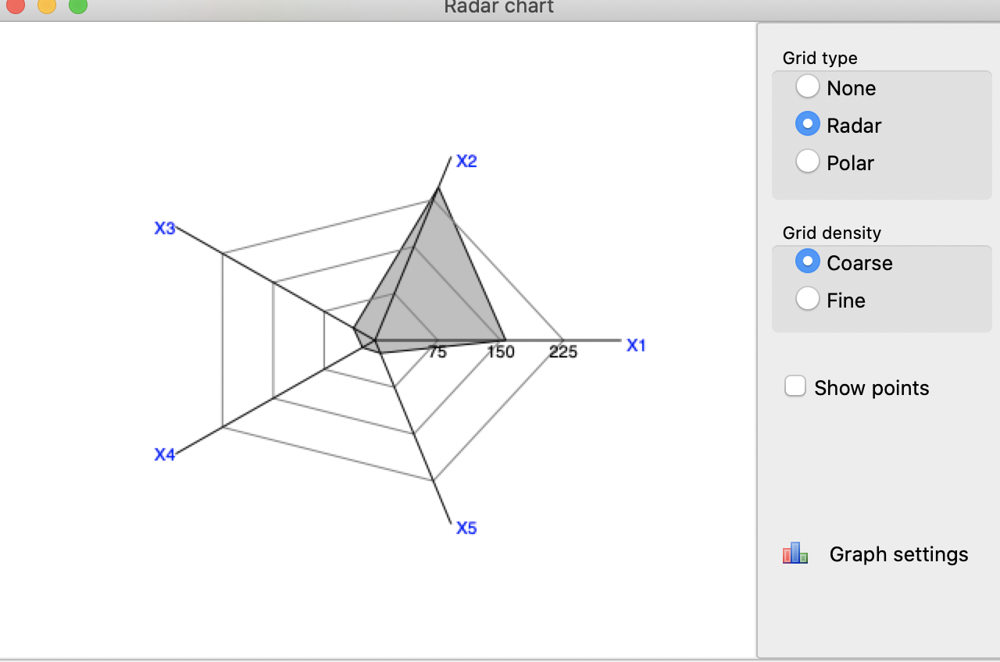 Radar chart
Grid type
None
Radar
Polar
Grid density
Coarse
Fine
Show points
Graph settings
X2
X3
X1
75 150 225
X4
X5